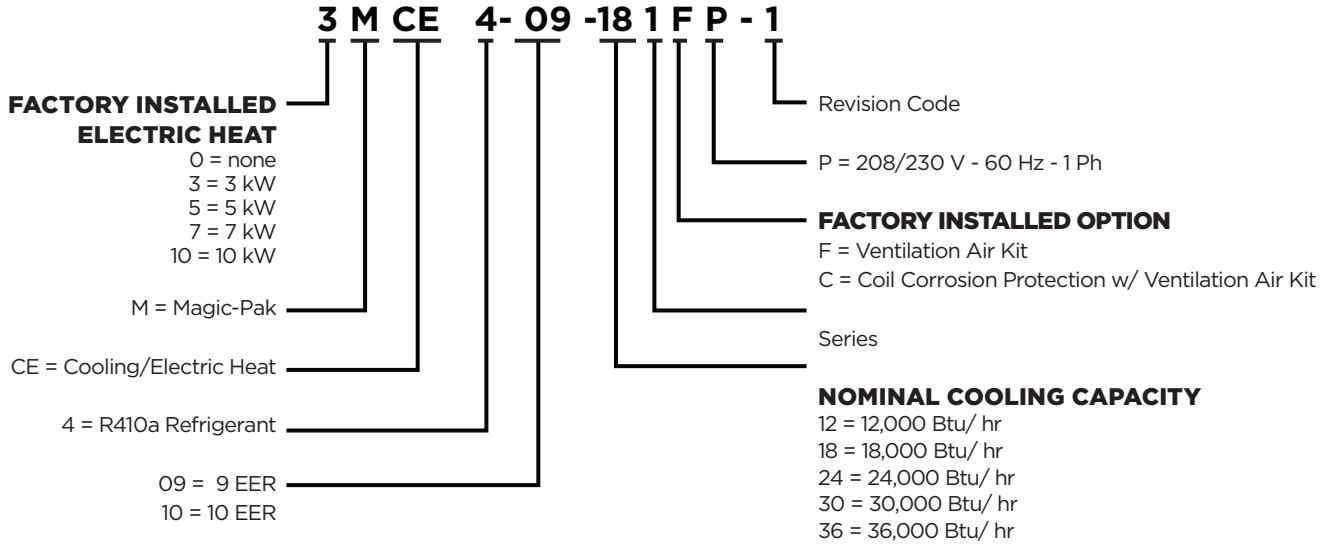 3 M CE 4- 09 -18 1 F P - 1
FACTORY INSTALLED
ELECTRIC HEAT
0 = none
3 = 3 kW
5 = 5 kW
7 = 7 kW
10 = 10 kW
M = Magic-Pak
CE = Cooling/Electric Heat
4 = R410a Refrigerant
09 = 9 EER
10 = 10 EER
Revision Code
P = 208/230 V - 60 Hz - 1 Ph
FACTORY INSTALLED OPTION
F = Ventilation Air Kit
C = Coil Corrosion Protection w/ Ventilation Air Kit
Series
NOMINAL COOLING CAPACITY
12 = 12,000 Btu/ hr
18 = 18,000 Btu/ hr
24 = 24,000 Btu/ hr
30 = 30,000 Btu/ hr
36 = 36,000 Btu/ hr